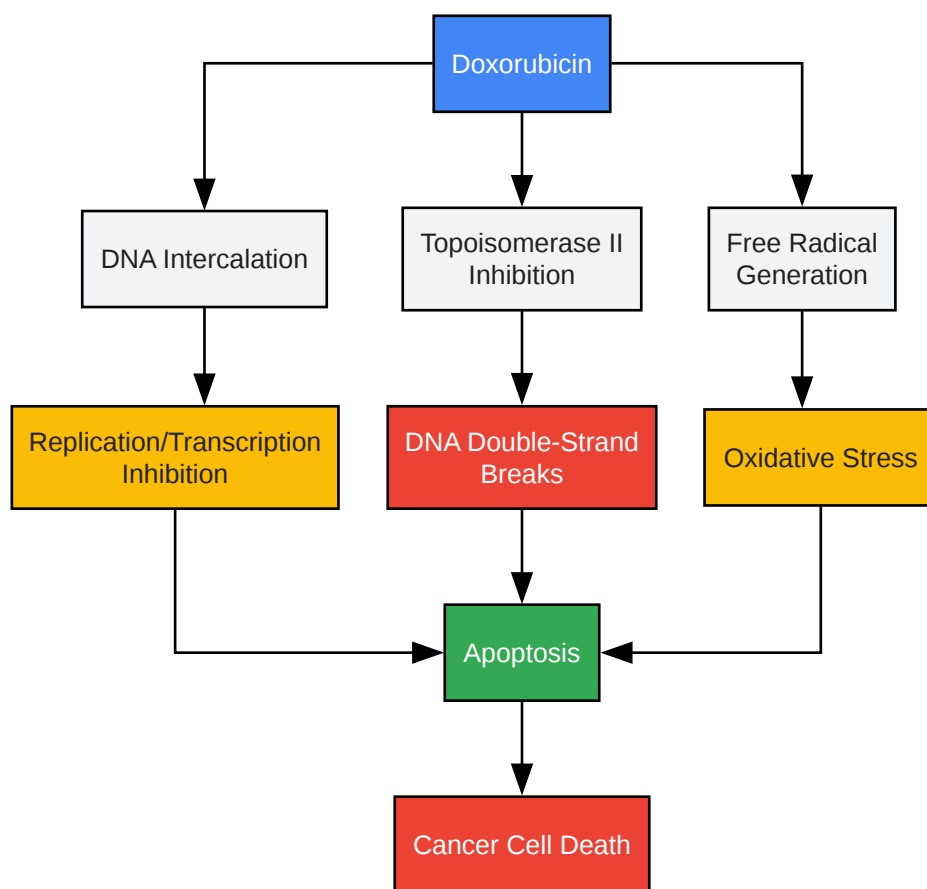 Doxorubicin
DNA Intercalation
Topoisomerase II
Inhibition
Free Radical
Generation
Replication/Transcription
Inhibition
DNA Double-Strand
Breaks
Oxidative Stress
Apoptosis
Cancer Cell Death